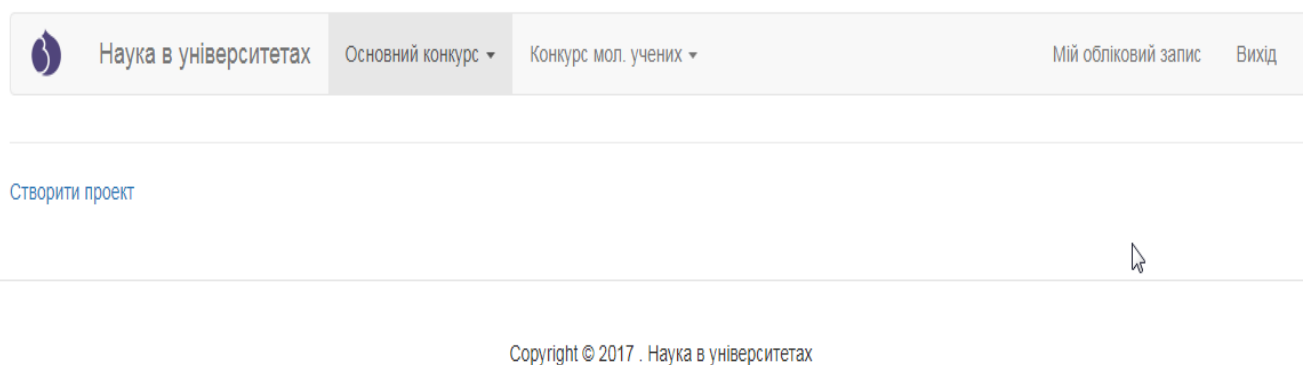 Наука в університетах Основний конкурс Конкурс мол. учених Мій обліковий запис Вихід
Створити проект
Copyright © 2017 . Наука в університетах